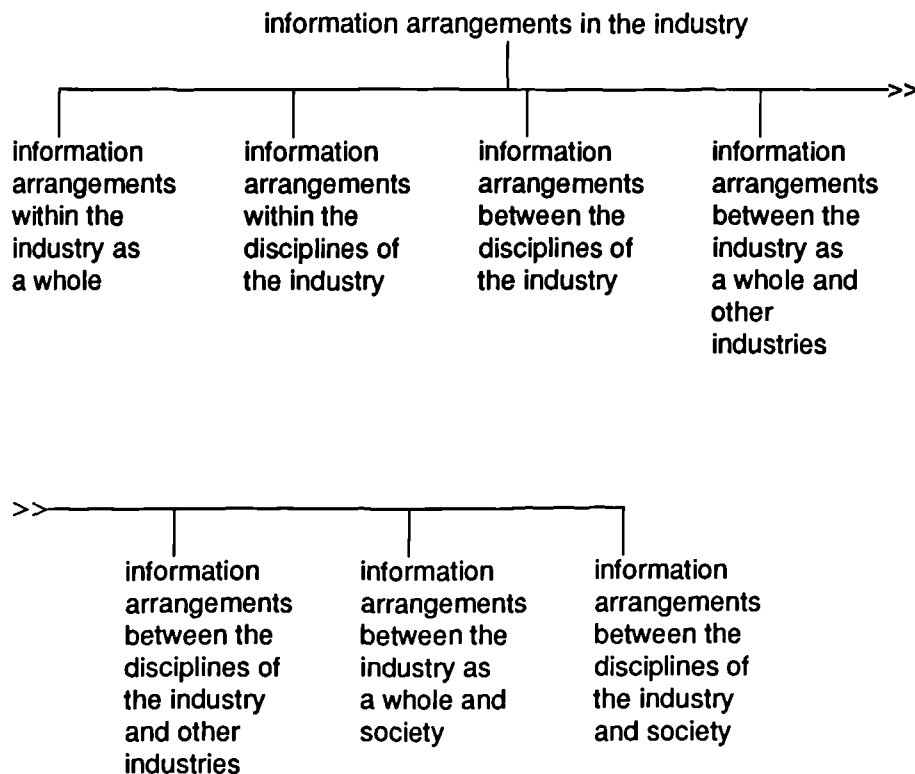 information arrangements in the industry
>>
information
arrangements
within the
industry as
a whole
information
arrangements
within the
disciplines of
the industry
information
arrangements
between the
disciplines of
the industry
information
arrangements
between the
industry as
a whole and
other
industries
>>
information
arrangements
between the
disciplines of
the industry
and other
industries
information
arrangements
between the
industry as
a whole and
society
information
arrangements
between the
disciplines of
the industry
and society